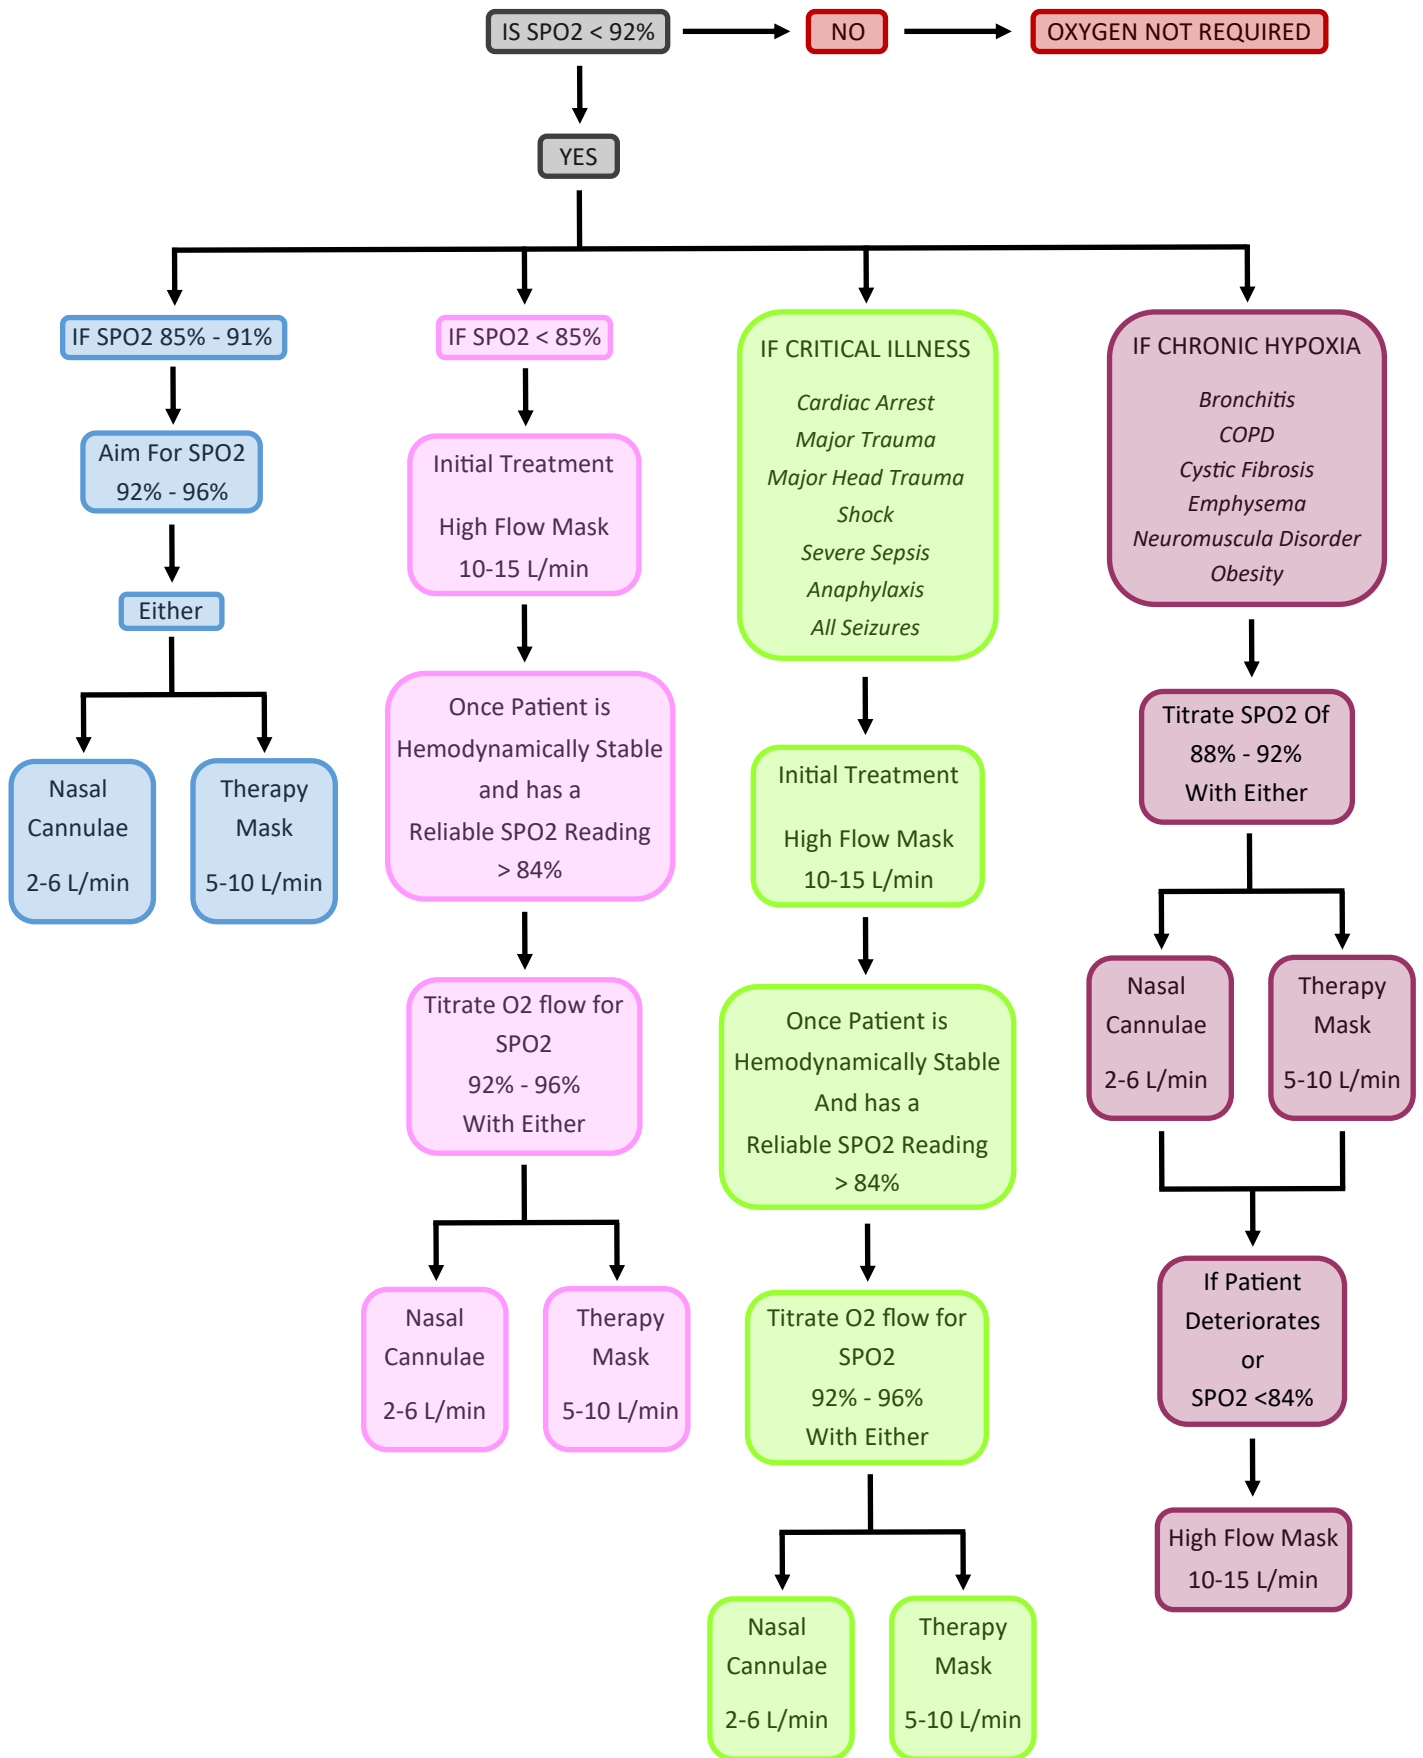 IS SPO2 < 92%
NO
OXYGEN NOT REQUIRED
YES
IF SPO2 85% - 91%
Aim For SPO2
92% - 96%
Either
Nasal
Cannulae
2-6 L/min
Therapy
Mask
5-10 L/min
IF SPO2 < 85%
Initial Treatment
High Flow Mask
10-15 L/min
Once Patient is
Hemodynamically Stable
and has a
Reliable SPO2 Reading
> 84%
Titrate O2 flow for
SPO2
92% - 96%
With Either
Nasal
Cannulae
2-6 L/min
Therapy
Mask
5-10 L/min
IF CRITICAL ILLNESS
Cardiac Arrest
Major Trauma
Major Head Trauma
Shock
Severe Sepsis
Anaphylaxis
All Seizures
Initial Treatment
High Flow Mask
10-15 L/min
Once Patient is
Hemodynamically Stable
And has a
Reliable SPO2 Reading
> 84%
Titrate O2 flow for
SPO2
92% - 96%
With Either
Nasal
Cannulae
2-6 L/min
Therapy
Mask
5-10 L/min
IF CHRONIC HYPOXIA
Bronchitis
COPD
Cystic Fibrosis
Emphysema
Neuromuscula Disorder
Obesity
Titrate SPO2 Of
88% - 92%
With Either
Nasal
Cannulae
2-6 L/min
Therapy
Mask
5-10 L/min
If Patient
Deteriorates
or
SPO2 <84%
High Flow Mask
10-15 L/min